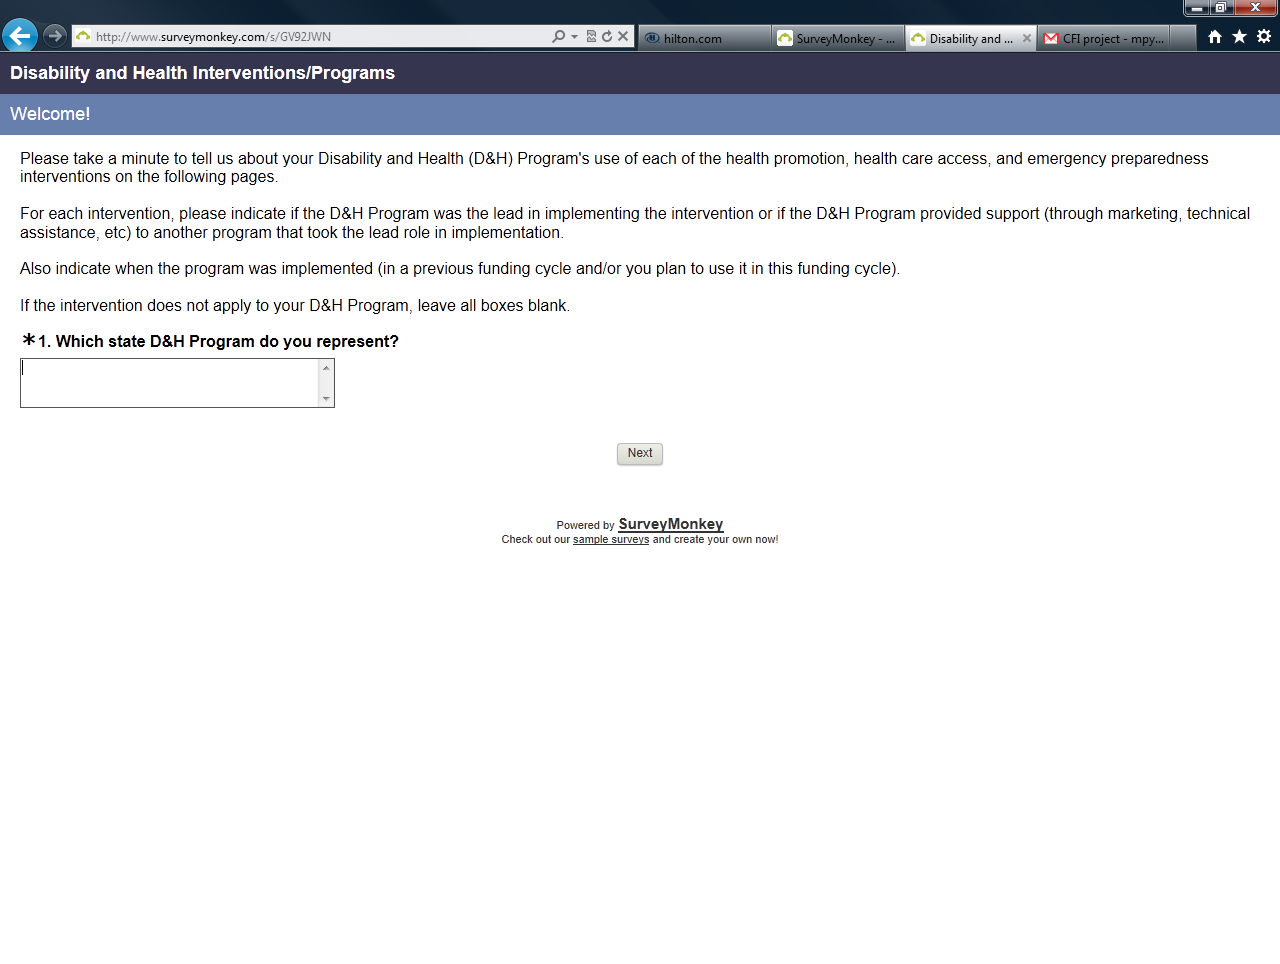 http://www.surveymonkey.com/s/GV92JWN
hilton.com
SurveyMonkey - ...
Disability and ...
CFI project - mpy...
Disability and Health Interventions/Programs
Welcome!
Please take a minute to tell us about your Disability and Health (D&H) Program's use of each of the health promotion, health care access, and emergency preparedness
interventions on the following pages.
For each intervention, please indicate if the D&H Program was the lead in implementing the intervention or if the D&H Program provided support (through marketing, technical
assistance, etc) to another program that took the lead role in implementation.
Also indicate when the program was implemented (in a previous funding cycle and/or you plan to use it in this funding cycle).
If the intervention does not apply to your D&H Program, leave all boxes blank.
*1. Which state D&H Program do you represent?
Next
Powered by SurveyMonkey
Check out our sample surveys and create your own now!